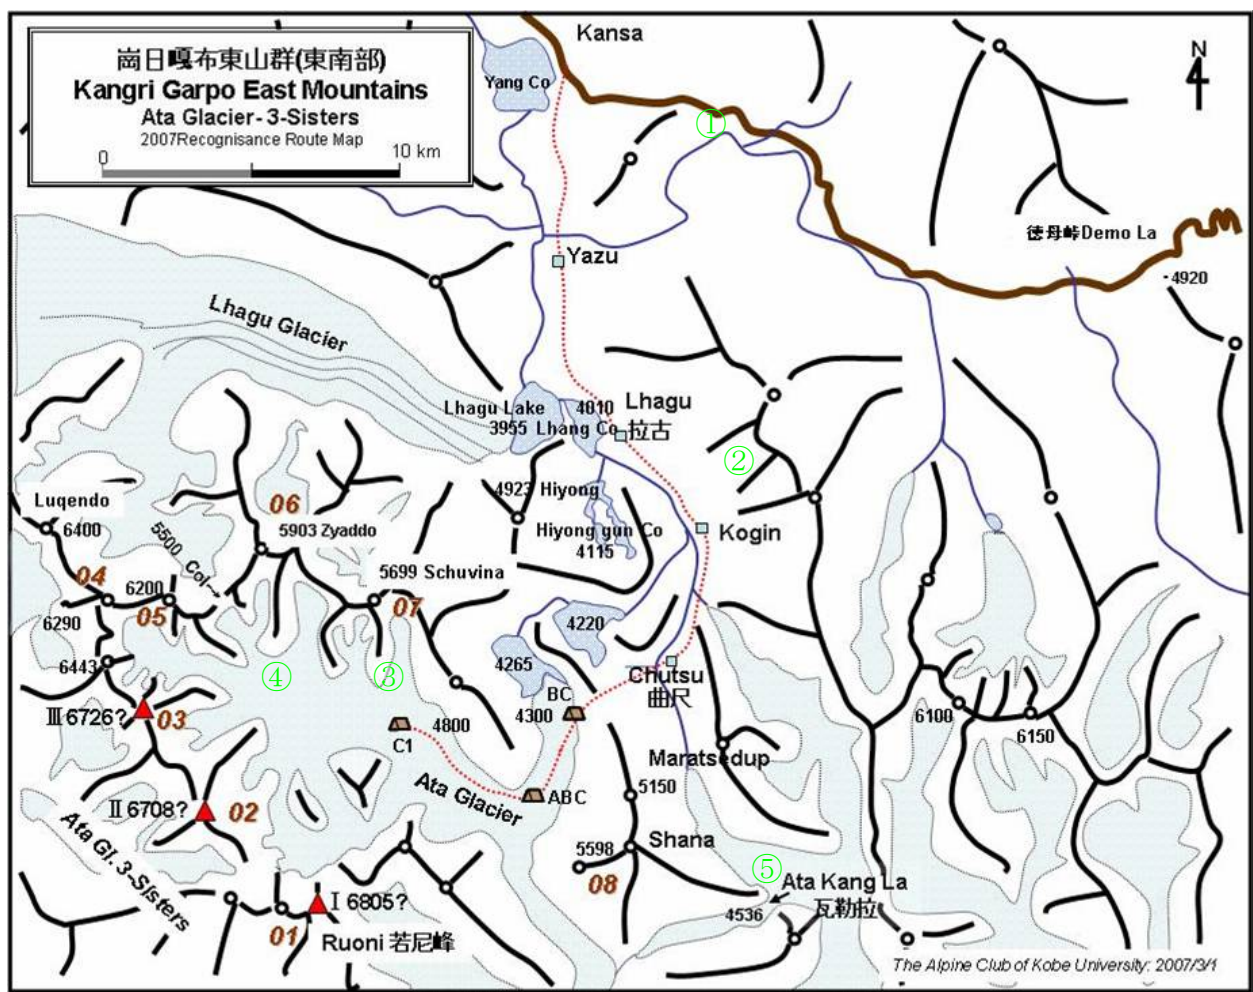 崗日嘎布東山群(東南部)
Kangri Garpo East Mountains
Ata Glacier - 3-Sisters
2007Recognisance Route Map
0
10 km
Kansa
Yang Co
①
N
4
徳母峠Demo La
4920
Yazu
Lhagu Glacier
Lhagu Lake
3955
4010
Lhang Co
Lhagu
拉古
②
4923 Hiyong
Hiyong gun Co
4115
Kogin
Luqendo
6400
06
5903 Zyaddo
5500 Col
5699 Schuvina
07
04
6200
05
6290
6443
④
③
4220
4265
Chutsu
曲尺
BC
4300
Ⅲ 6726?
03
C1
4800
Ata Glacier
ABC
Maratsedup
6100
6150
Ⅱ 6708?
02
5150
Shana
5598
08
Ata Gl. 3-Sisters
⑤
Ata Kang La
瓦勒拉
4536
Ⅰ 6805?
01
Ruoni 若尼峰
The Alpine Club of Kobe University: 2007/3/1